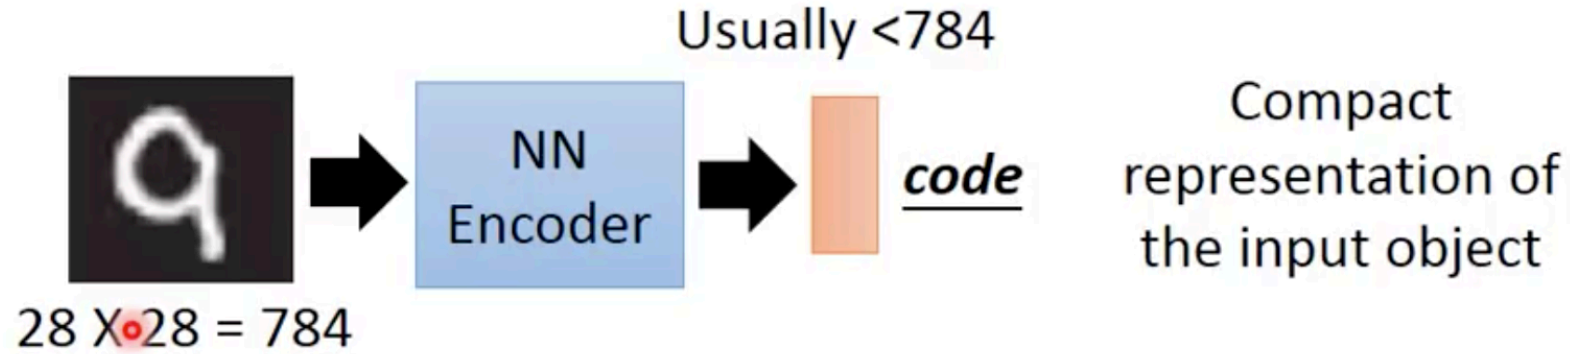 Usually <784
NN
Encoder
code
Compact
representation of
the input object
28 X 28 = 784